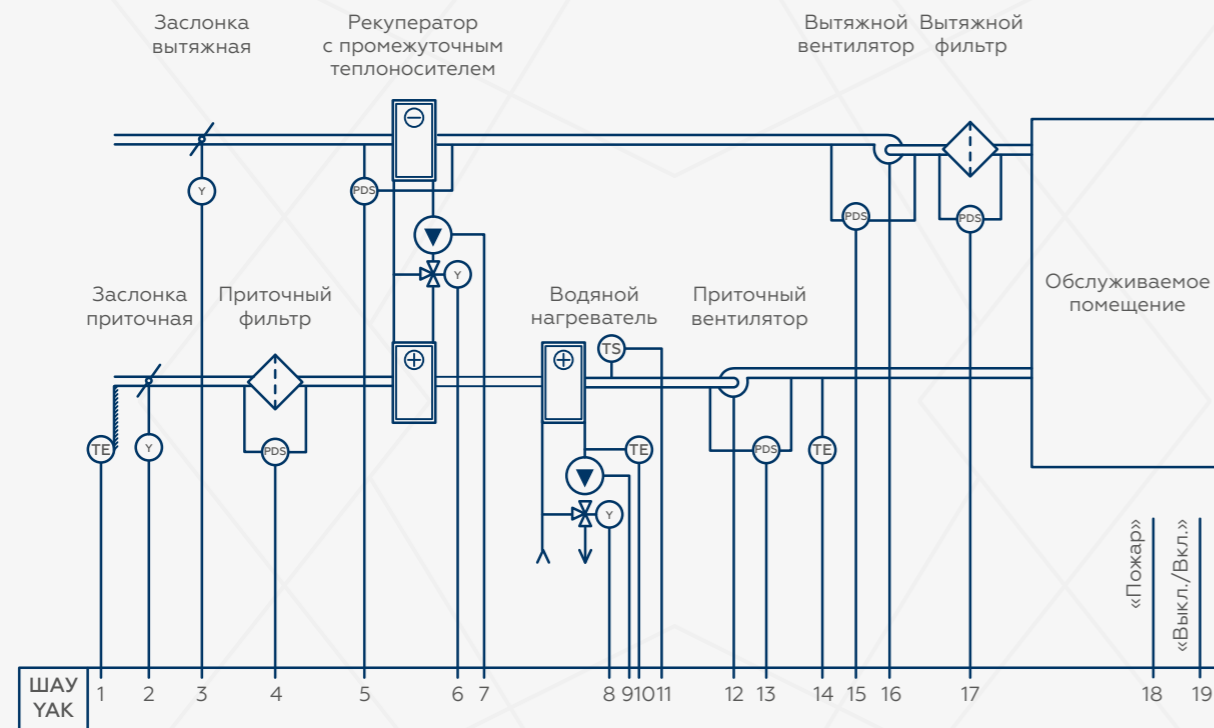 Заслонка
вытяжная
Рекуператор
с промежуточным
теплоносителем
Вытяжной
вентилятор
Вытяжной
фильтр
Y
PDS
PDS
PDS
Y
Заслонка
приточная
Приточный
фильтр
Водяной
нагреватель
Приточный
вентилятор
Обслуживаемое
помещение
TS
TE
Y
PDS
TE
PDS
TE
Y
«Пожар»
«Выкл./Вкл.»
ШАУ
YAK
1 2 3 4 5 6 7 8 9 10 11 12 13 14 15 16 17 18 19